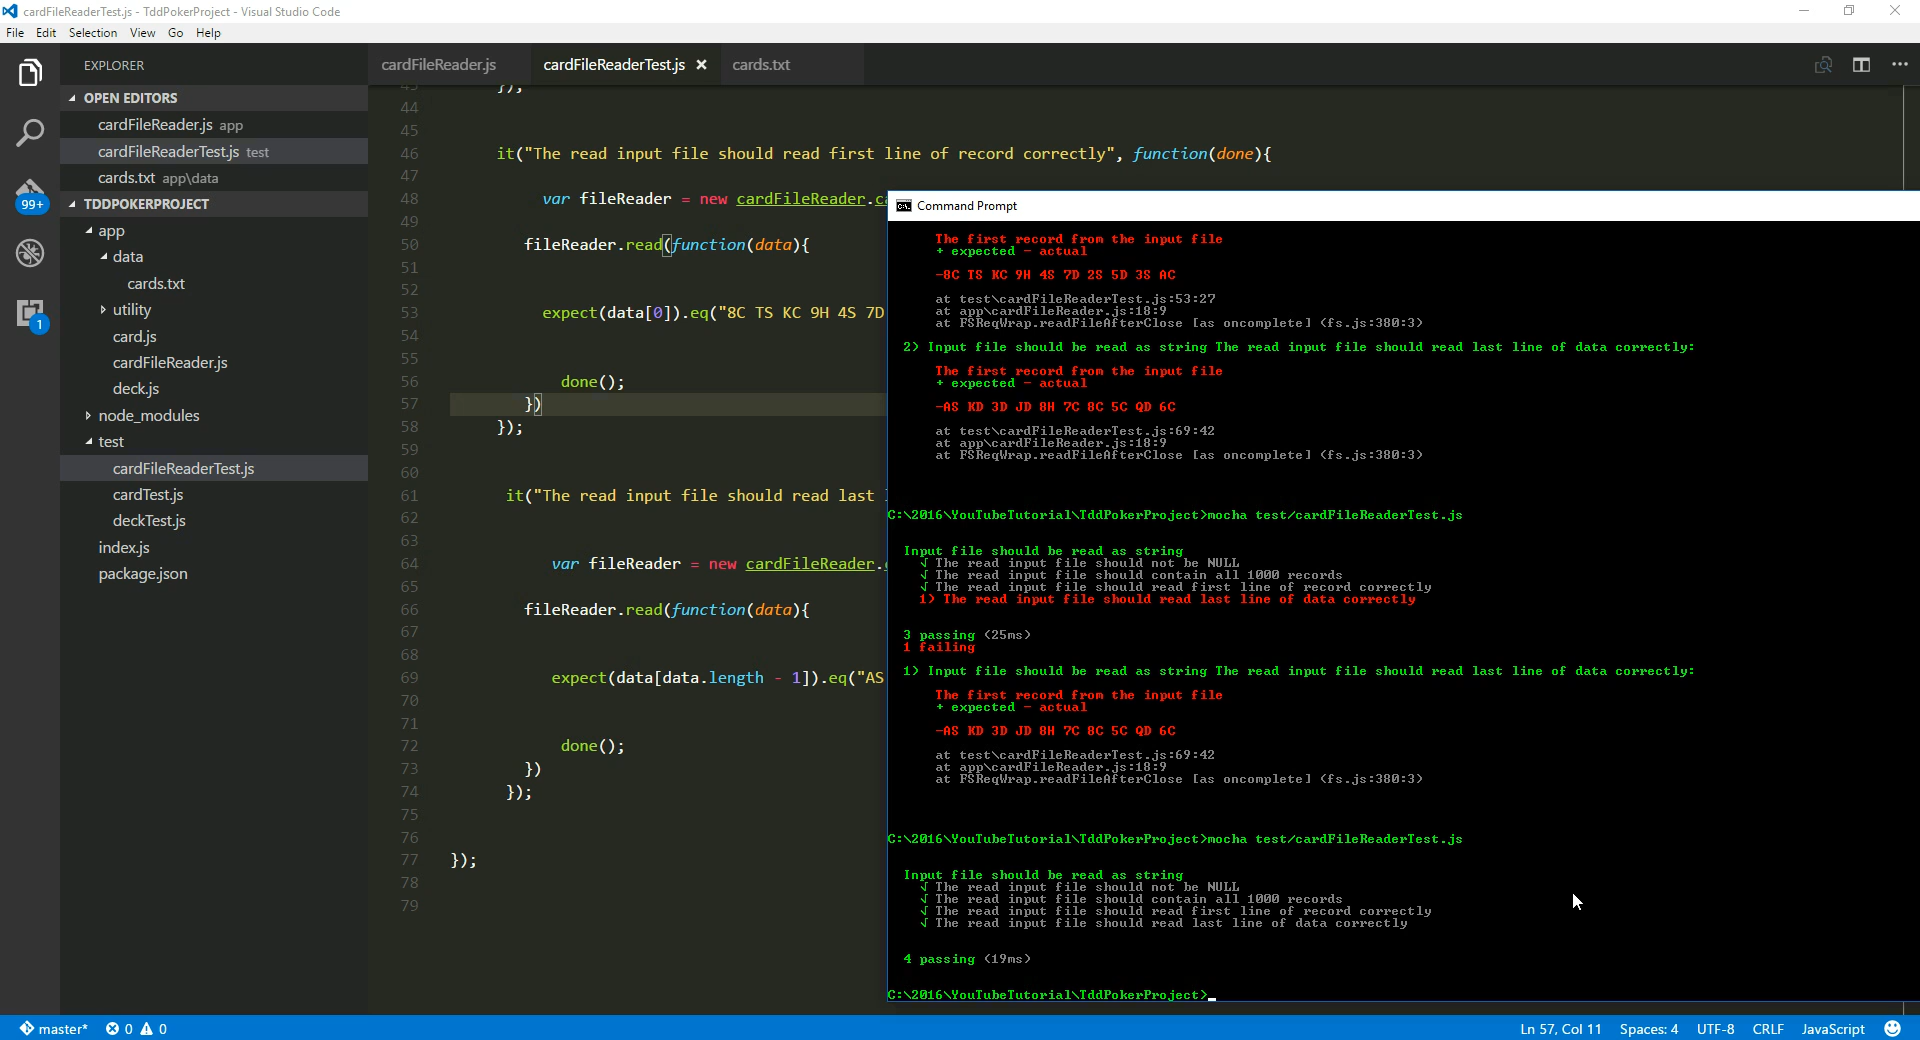 cardFileReaderTest.js - TddPokerProject - Visual Studio Code
File Edit Selection View Go Help
EXPLORER
OPEN EDITORS
cardFileReader.js app
cardFileReaderTest.js test
cards.txt app\data
TDDPOKERPROJECT
app
data
cards.txt
utility
card.js
cardFileReader.js
deck.js
node_modules
test
cardFileReaderTest.js
cardTest.js
deckTest.js
index.js
package.json
99+
1
cardFileReader.js cardFileReaderTest.js × cards.txt
43 });
44
45
46 it("The read input file should read first line of record correctly", function(done){
47
48 var fileReader = new cardFileReader.ca
49
50 fileReader.read(function(data){
51
52
53 expect(data[0]).eq("8C TS KC 9H 4S 7D
54
55
56 done();
57 })
58 });
59
60
61 it("The read input file should read last
62
63
64 var fileReader = new cardFileReader.
65
66 fileReader.read(function(data){
67
68
69 expect(data[data.length - 1]).eq("AS
70
71
72 done();
73 })
74 });
75
76
77 });
78
79
Command Prompt
The first record from the input file
+ expected - actual
-8C TS KC 9H 4S 7D 2S 5D 3S AC
at test\cardFileReaderTest.js:53:27
at app\cardFileReader.js:18:9
at FSReqWrap.readFileAfterClose [as oncomplete] (fs.js:380:3)
2) Input file should be read as string The read input file should read last line of data correctly:
The first record from the input file
+ expected - actual
-AS KD 3D JD 8H 7C 8C 5C QD 6C
at test\cardFileReaderTest.js:69:42
at app\cardFileReader.js:18:9
at FSReqWrap.readFileAfterClose [as oncomplete] (fs.js:380:3)
C:\2016\YouTubeTutorial\TddPokerProject>mocha test/cardFileReaderTest.js
Input file should be read as string
√ The read input file should not be NULL
√ The read input file should contain all 1000 records
√ The read input file should read first line of record correctly
1) The read input file should read last line of data correctly
3 passing (25ms)
1 failing
1) Input file should be read as string The read input file should read last line of data correctly:
The first record from the input file
+ expected - actual
-AS KD 3D JD 8H 7C 8C 5C QD 6C
at test\cardFileReaderTest.js:69:42
at app\cardFileReader.js:18:9
at FSReqWrap.readFileAfterClose [as oncomplete] (fs.js:380:3)
C:\2016\YouTubeTutorial\TddPokerProject>mocha test/cardFileReaderTest.js
Input file should be read as string
√ The read input file should not be NULL
√ The read input file should contain all 1000 records
√ The read input file should read first line of record correctly
√ The read input file should read last line of data correctly
4 passing (19ms)
C:\2016\YouTubeTutorial\TddPokerProject>_
master* 0 0 Ln 57, Col 11 Spaces: 4 UTF-8 CRLF JavaScript